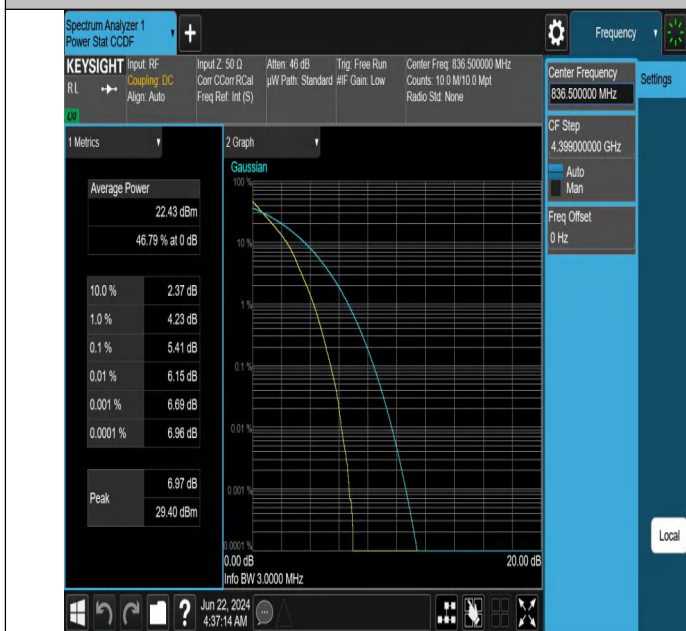 Spectrum Analyzer 1
Power Stat CCDF
+
Frequency
KEYSIGHT
RL
LXI
Input: RF
Coupling: DC
Align: Auto
Input Z: 50 Ω
Corr CCorr RCal
Freq Ref: Int (S)
Atten: 46 dB
µW Path: Standard
Trig: Free Run
#IF Gain: Low
Center Freq: 836.500000 MHz
Counts: 10.0 M/10.0 Mpt
Radio Std: None
Center Frequency
836.500000 MHz
Settings
CF Step
4.399000000 GHz
Auto
Man
Freq Offset
0 Hz
1 Metrics
Average Power
22.43 dBm
46.79 % at 0 dB
10.0 % 2.37 dB
1.0 % 4.23 dB
0.1 % 5.41 dB
0.01 % 6.15 dB
0.001 % 6.69 dB
0.0001 % 6.96 dB
Peak
6.97 dB
29.40 dBm
2 Graph
Gaussian
100 %
10 %
1 %
0.1 %
0.01 %
0.001 %
0.0001 %
0.00 dB 20.00 dB
Info BW 3.0000 MHz
Local
?
Jun 22, 2024
4:37:14 AM